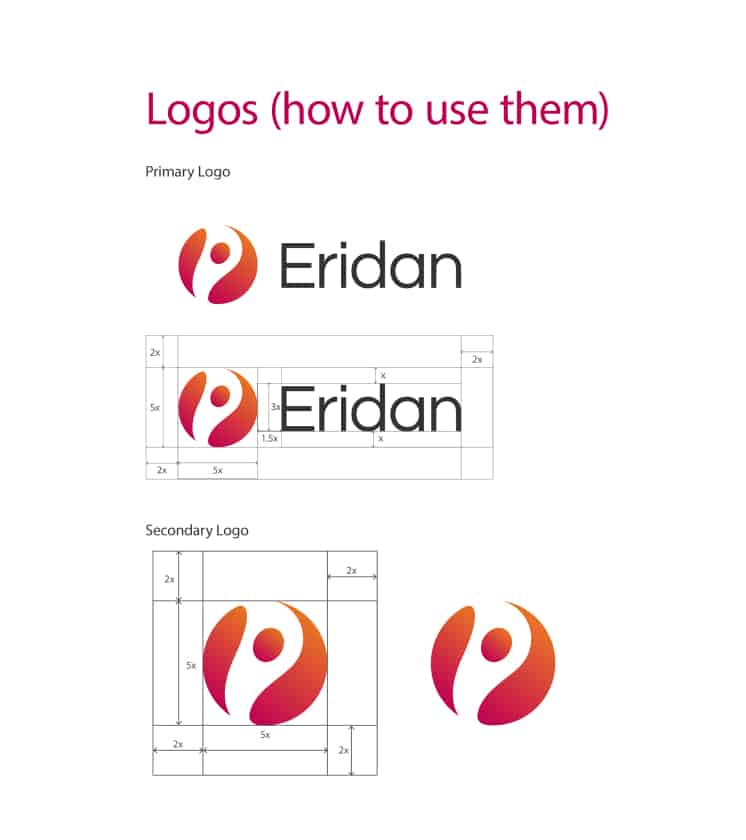 Logos (how to use them)
Primary Logo
Eridan
2x
2x
x
5x
3x
Eridan
1.5x
x
2x
5x
Secondary Logo
2x
2x
5x
5x
2x
2x